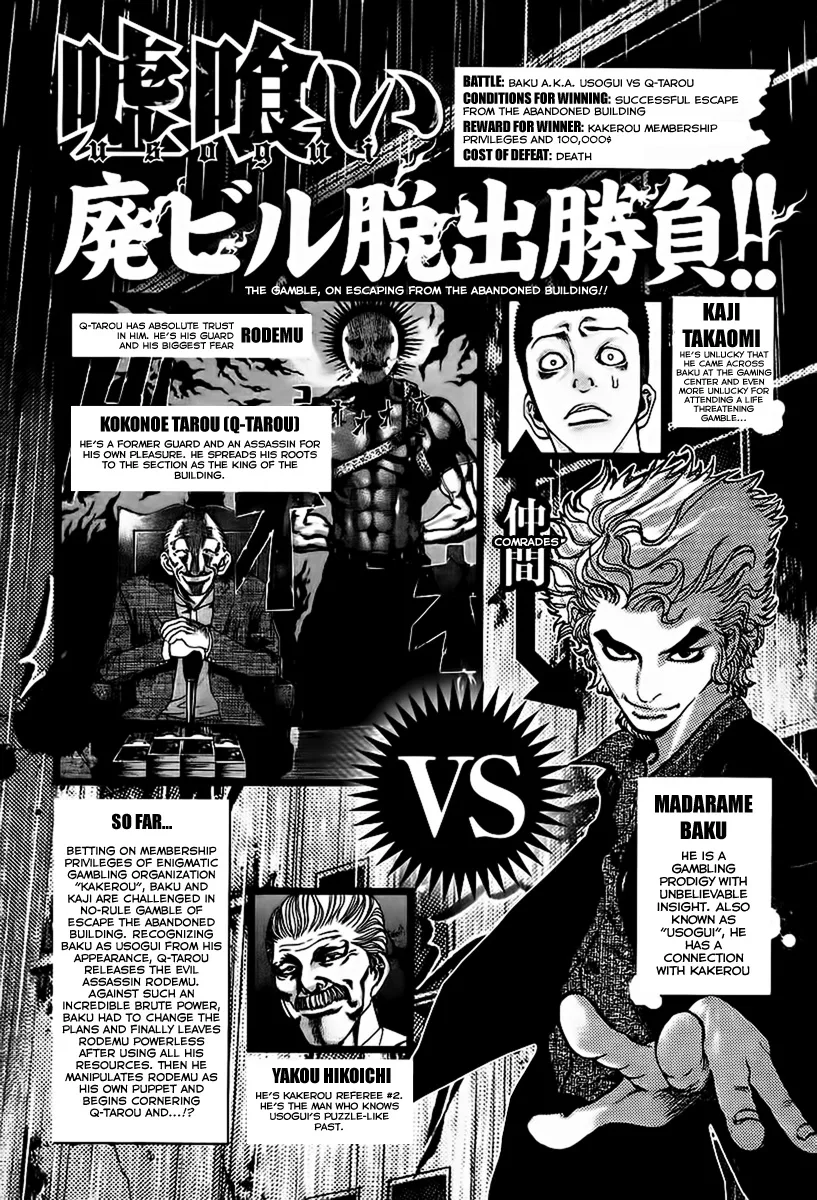 嘘喰い
usogui
BATTLE: BAKU A.K.A. USOGUI VS Q-TAROU
CONDITIONS FOR WINNING: SUCCESSFUL ESCAPE
FROM THE ABANDONED BUILDING
REWARD FOR WINNER: KAKEROU MEMBERSHIP
PRIVILEGES AND 100,000$
COST OF DEFEAT: DEATH
廃ビル脱出勝負!!
THE GAMBLE, ON ESCAPING FROM THE ABANDONED BUILDING!!
Q-TAROU HAS ABSOLUTE TRUST
IN HIM. HE'S HIS GUARD
AND HIS BIGGEST FEAR
RODEMU
KAJI
TAKAOMI
HE'S UNLUCKY THAT
HE CAME ACROSS
BAKU AT THE GAMING
CENTER AND EVEN
MORE UNLUCKY FOR
ATTENDING A LIFE
THREATENING
GAMBLE...
KOKONOE TAROU (Q-TAROU)
HE'S A FORMER GUARD AND AN ASSASSIN FOR
HIS OWN PLEASURE. HE SPREADS HIS ROOTS
TO THE SECTION AS THE KING OF THE
BUILDING.
仲間
COMRADES
VS
MADARAME
BAKU
HE IS A
GAMBLING
PRODIGY WITH
UNBELIEVABLE
INSIGHT. ALSO
KNOWN AS
"USOGUI", HE
HAS A
CONNECTION
WITH KAKEROU
SO FAR...
BETTING ON MEMBERSHIP
PRIVILEGES OF ENIGMATIC
GAMBLING ORGANIZATION
"KAKEROU", BAKU AND
KAJI ARE CHALLENGED IN
NO-RULE GAMBLE OF
ESCAPE THE ABANDONED
BUILDING. RECOGNIZING
BAKU AS USOGUI FROM HIS
APPEARANCE, Q-TAROU
RELEASES THE EVIL
ASSASSIN RODEMU.
AGAINST SUCH AN
INCREDIBLE BRUTE POWER,
BAKU HAD TO CHANGE THE
PLANS AND FINALLY LEAVES
RODEMU POWERLESS
AFTER USING ALL HIS
RESOURCES. THEN HE
MANIPULATES RODEMU AS
HIS OWN PUPPET AND
BEGINS CORNERING
Q-TAROU AND...!?
YAKOU HIKOICHI
HE'S KAKEROU REFEREE #2.
HE'S THE MAN WHO KNOWS
USOGUI'S PUZZLE-LIKE
PAST.